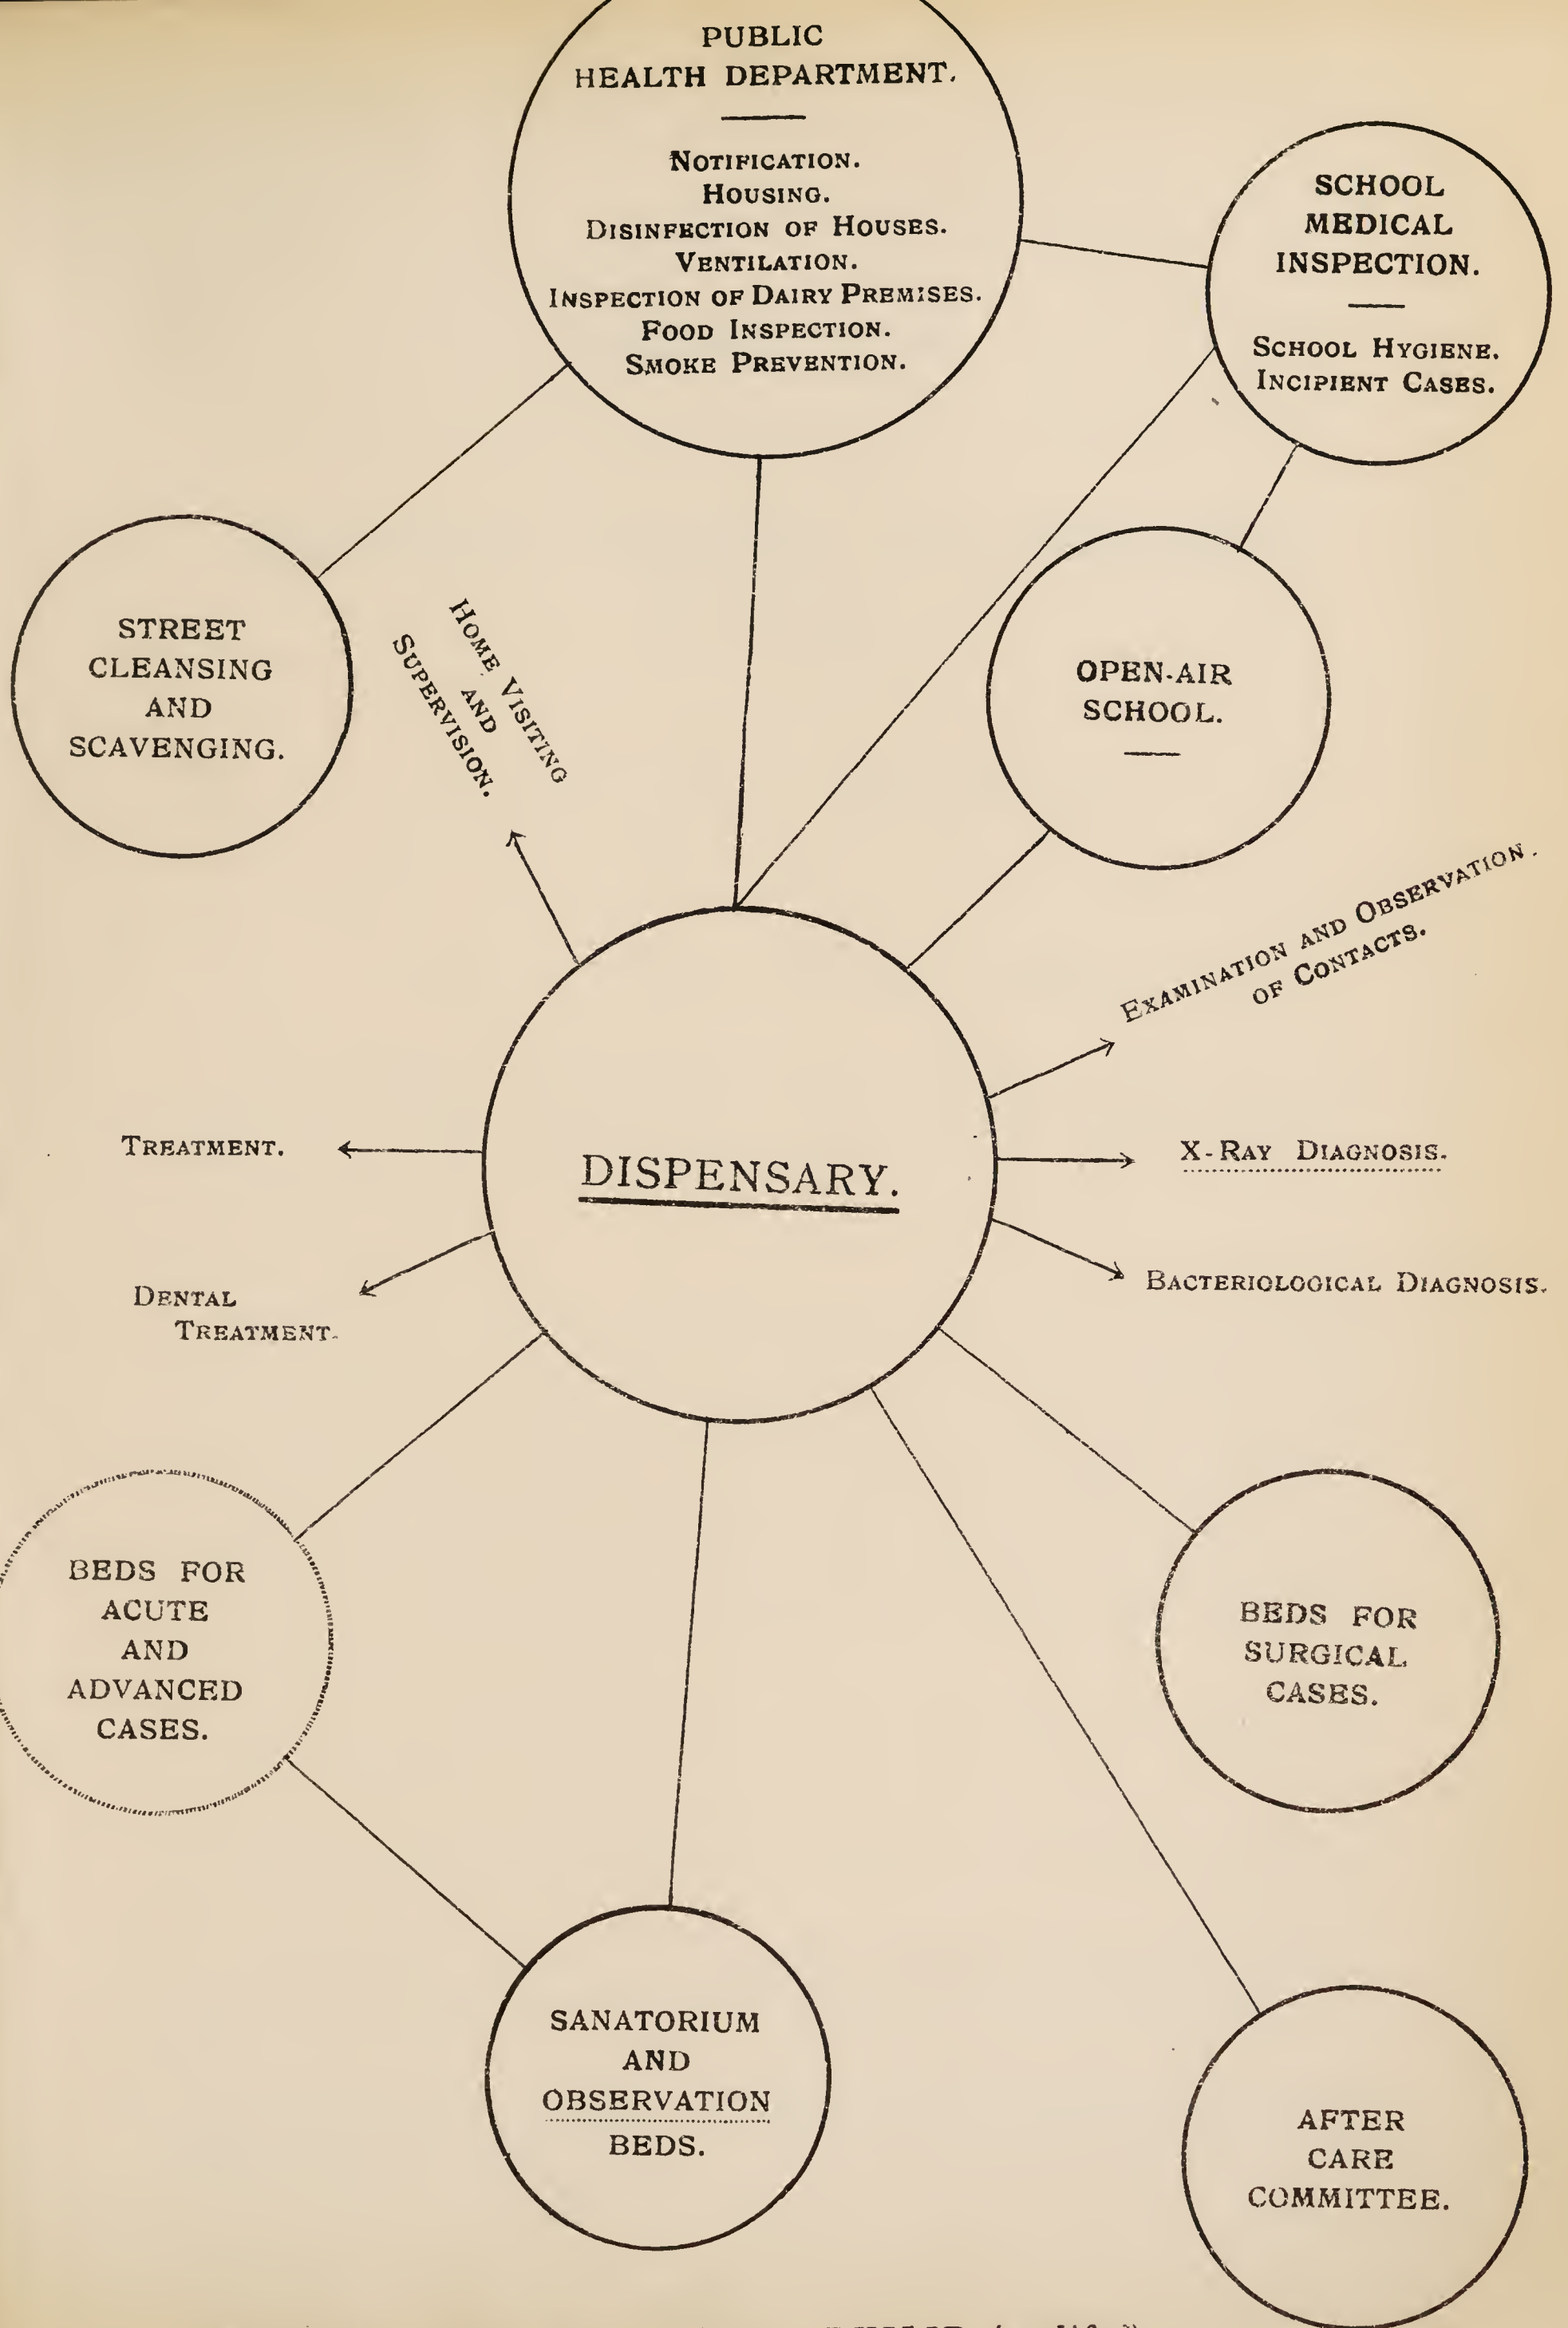 PUBLIC
HEALTH DEPARTMENT.
NOTIFICATION.
HOUSING.
DISINFECTION OF HOUSES.
VENTILATION.
INSPECTION OF DAIRY PREMISES.
FOOD INSPECTION.
SMOKE PREVENTION.
SCHOOL
MEDICAL
INSPECTION.
SCHOOL HYGIENE.
INCIPIENT CASES.
STREET
CLEANSING
AND
SCAVENGING.
HOME VISITING
AND
SUPERVISION.
OPEN-AIR
SCHOOL.
EXAMINATION AND OBSERVATION.
OF CONTACTS.
TREATMENT.
DISPENSARY.
X-RAY DIAGNOSIS.
DENTAL
TREATMENT.
BACTERIOLOGICAL DIAGNOSIS.
BEDS FOR
ACUTE
AND
ADVANCED
CASES.
BEDS FOR
SURGICAL
CASES.
SANATORIUM
AND
OBSERVATION
BEDS.
AFTER
CARE
COMMITTEE.